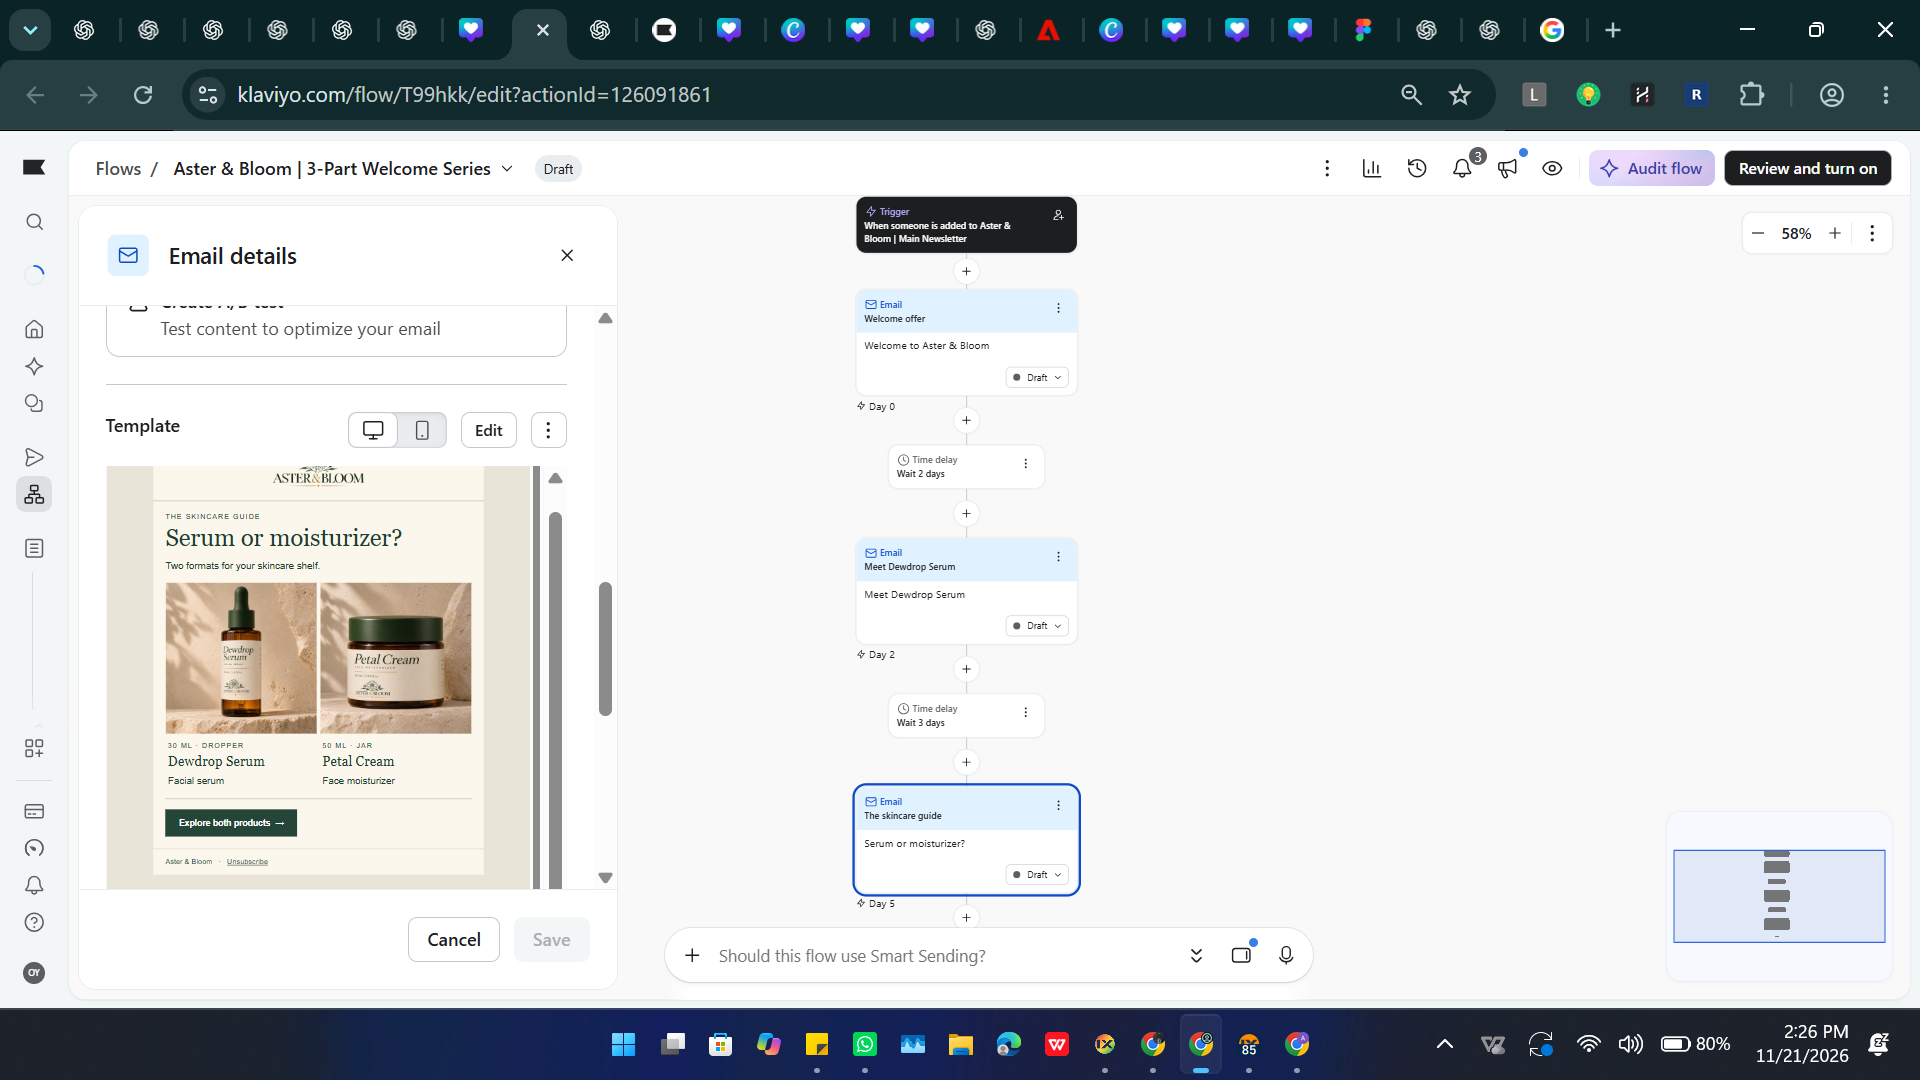 klaviyo.com/flow/T99hkk/edit?actionId=126091861
L
R
Flows / Aster & Bloom | 3-Part Welcome Series
Draft
3
Audit flow
Review and turn on
Email details
Test content to optimize your email
Template
Edit
ASTER&BLOOM
THE SKINCARE GUIDE
Serum or moisturizer?
Two formats for your skincare shelf.
Dewdrop
Serum
Petal Cream
ASTER&BLOOM
30 ML · DROPPER
50 ML · JAR
Dewdrop Serum
Petal Cream
Facial serum
Face moisturizer
Explore both products →
Aster & Bloom · Unsubscribe
Cancel
Save
Trigger
When someone is added to Aster &
Bloom | Main Newsletter
Email
Welcome offer
Welcome to Aster & Bloom
Draft
Day 0
Time delay
Wait 2 days
Email
Meet Dewdrop Serum
Meet Dewdrop Serum
Draft
Day 2
Time delay
Wait 3 days
Email
The skincare guide
Serum or moisturizer?
Draft
Day 5
58%
Should this flow use Smart Sending?
OY
85
80%
2:26 PM
11/21/2026